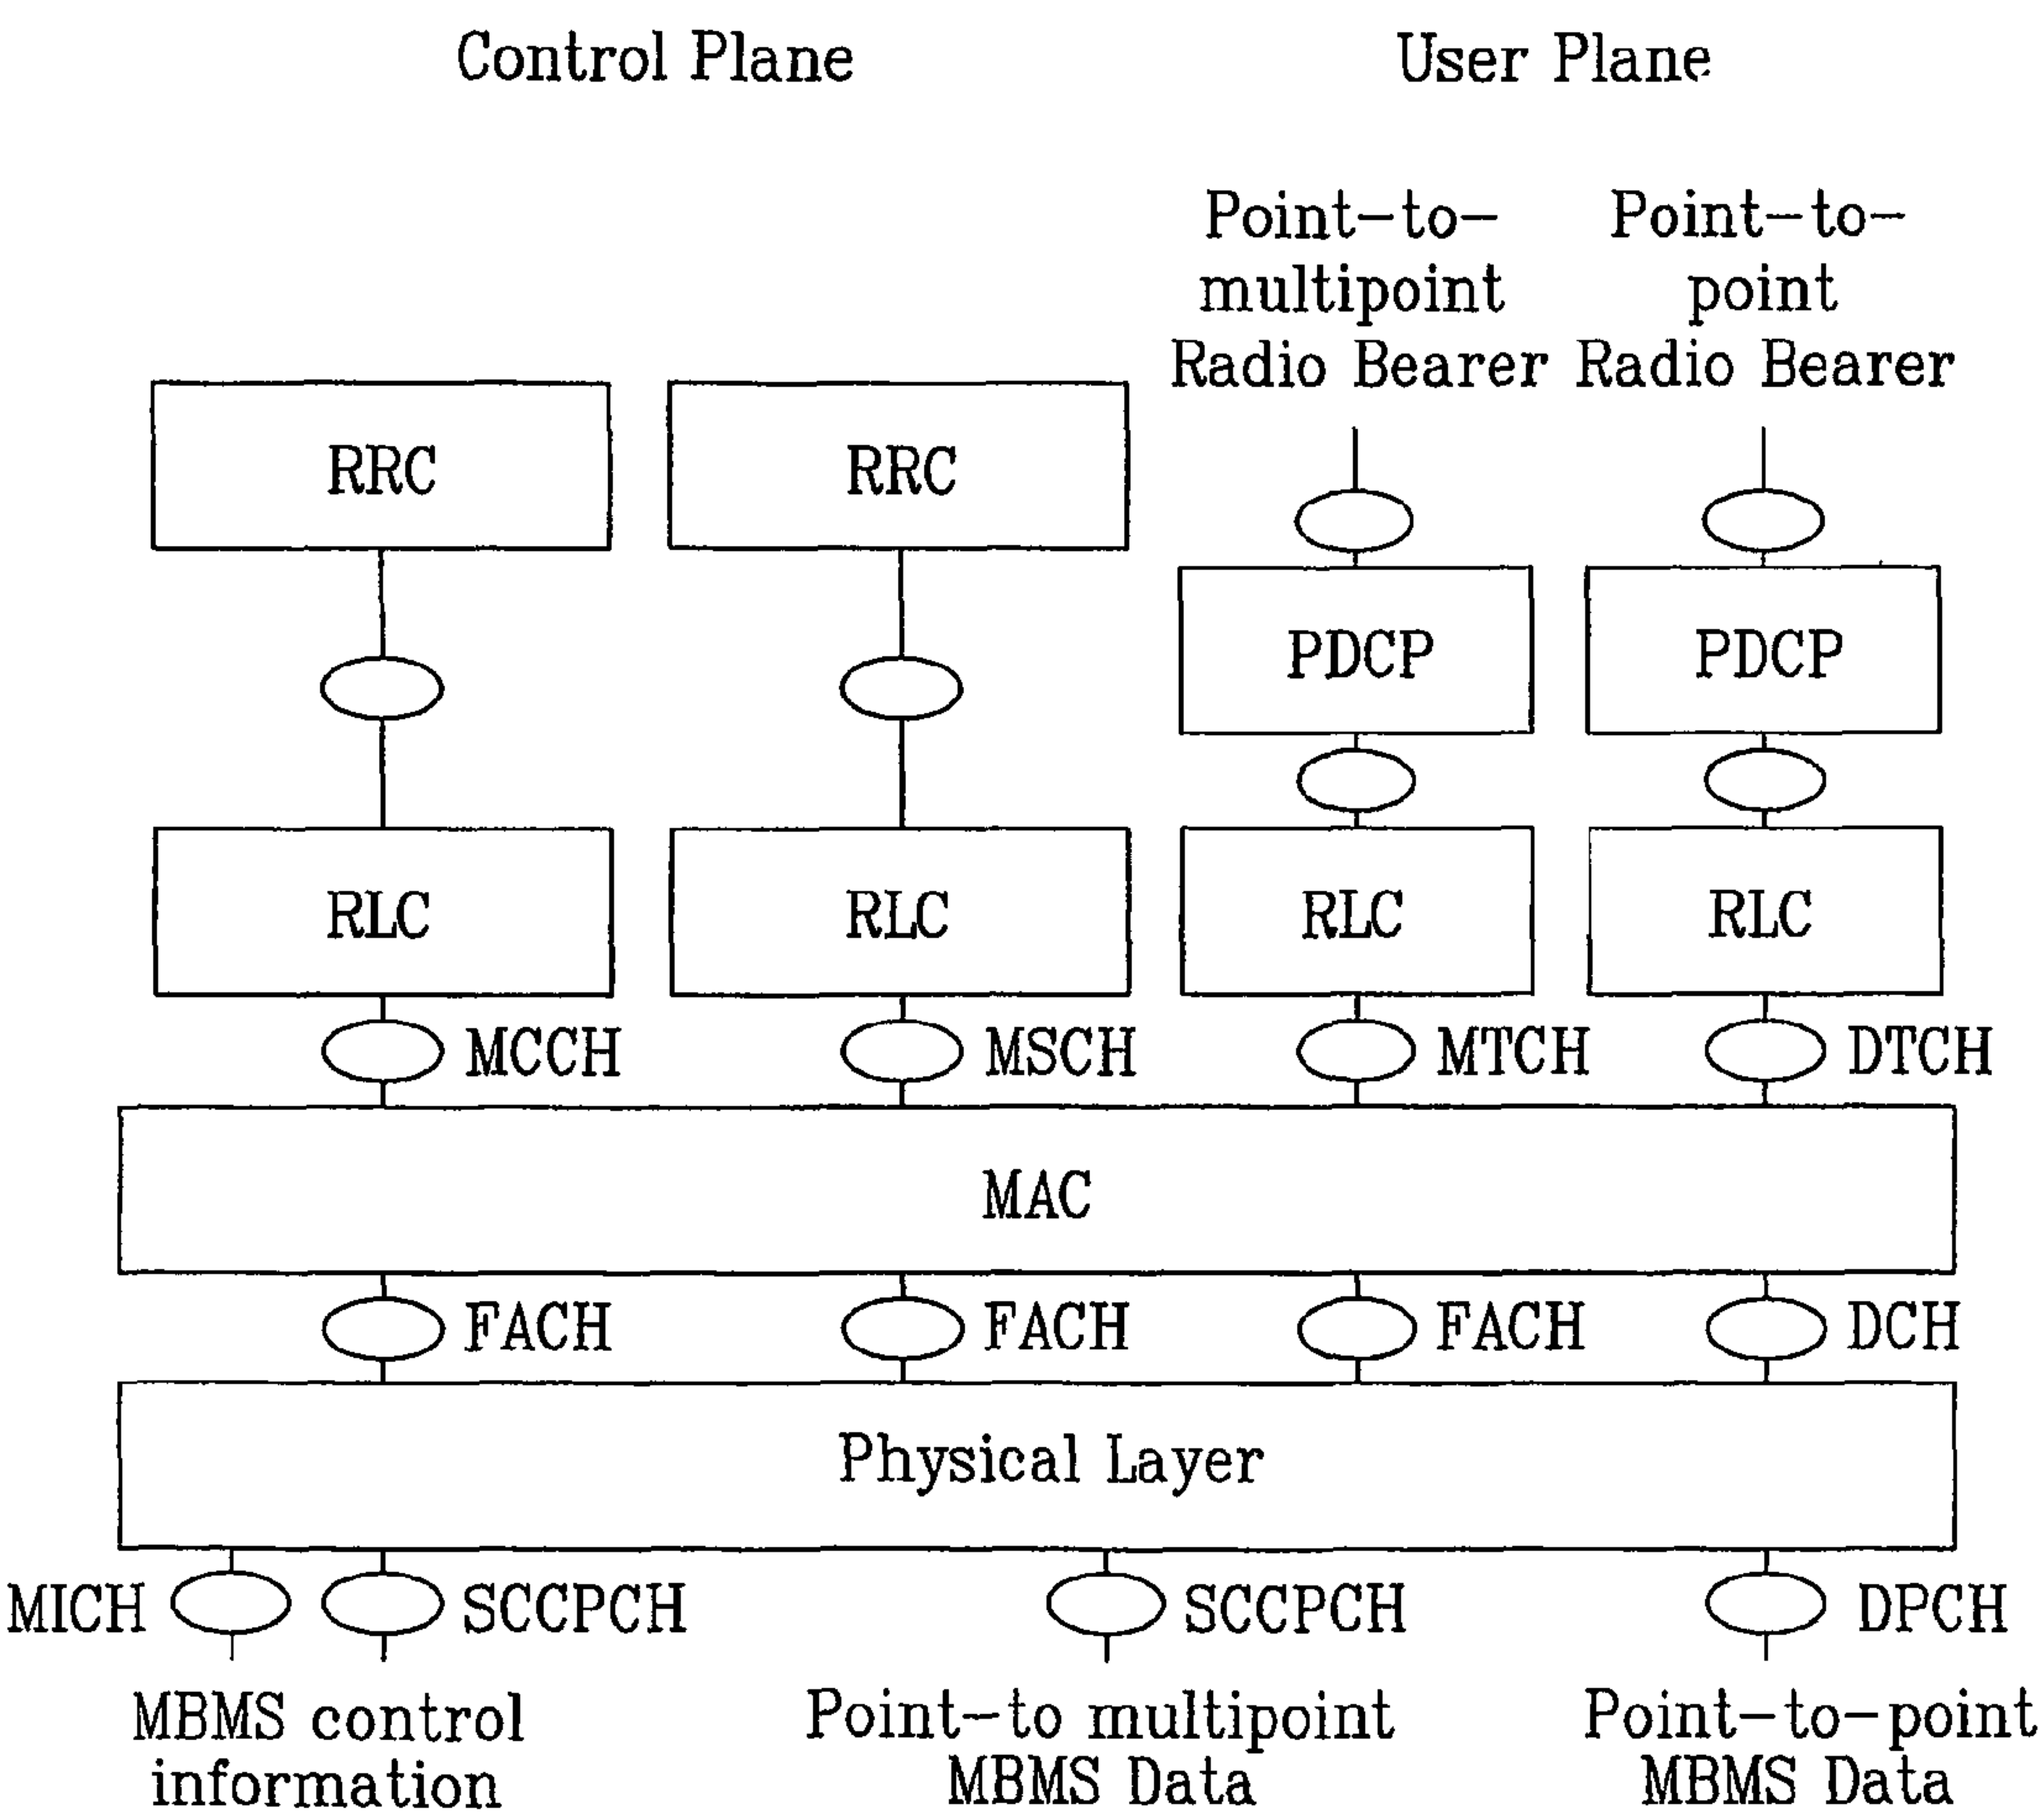 Control Plane
User Plane
Point-to-
multipoint
Radio Bearer
Point-to-
point
Radio Bearer
RRC
RRC
PDCP
PDCP
RLC
RLC
RLC
RLC
MCCH
MSCH
MTCH
DTCH
MAC
FACH
FACH
FACH
DCH
Physical Layer
MICH
SCCPCH
SCCPCH
DPCH
MBMS control
information
Point-to multipoint
MBMS Data
Point-to-point
MBMS Data